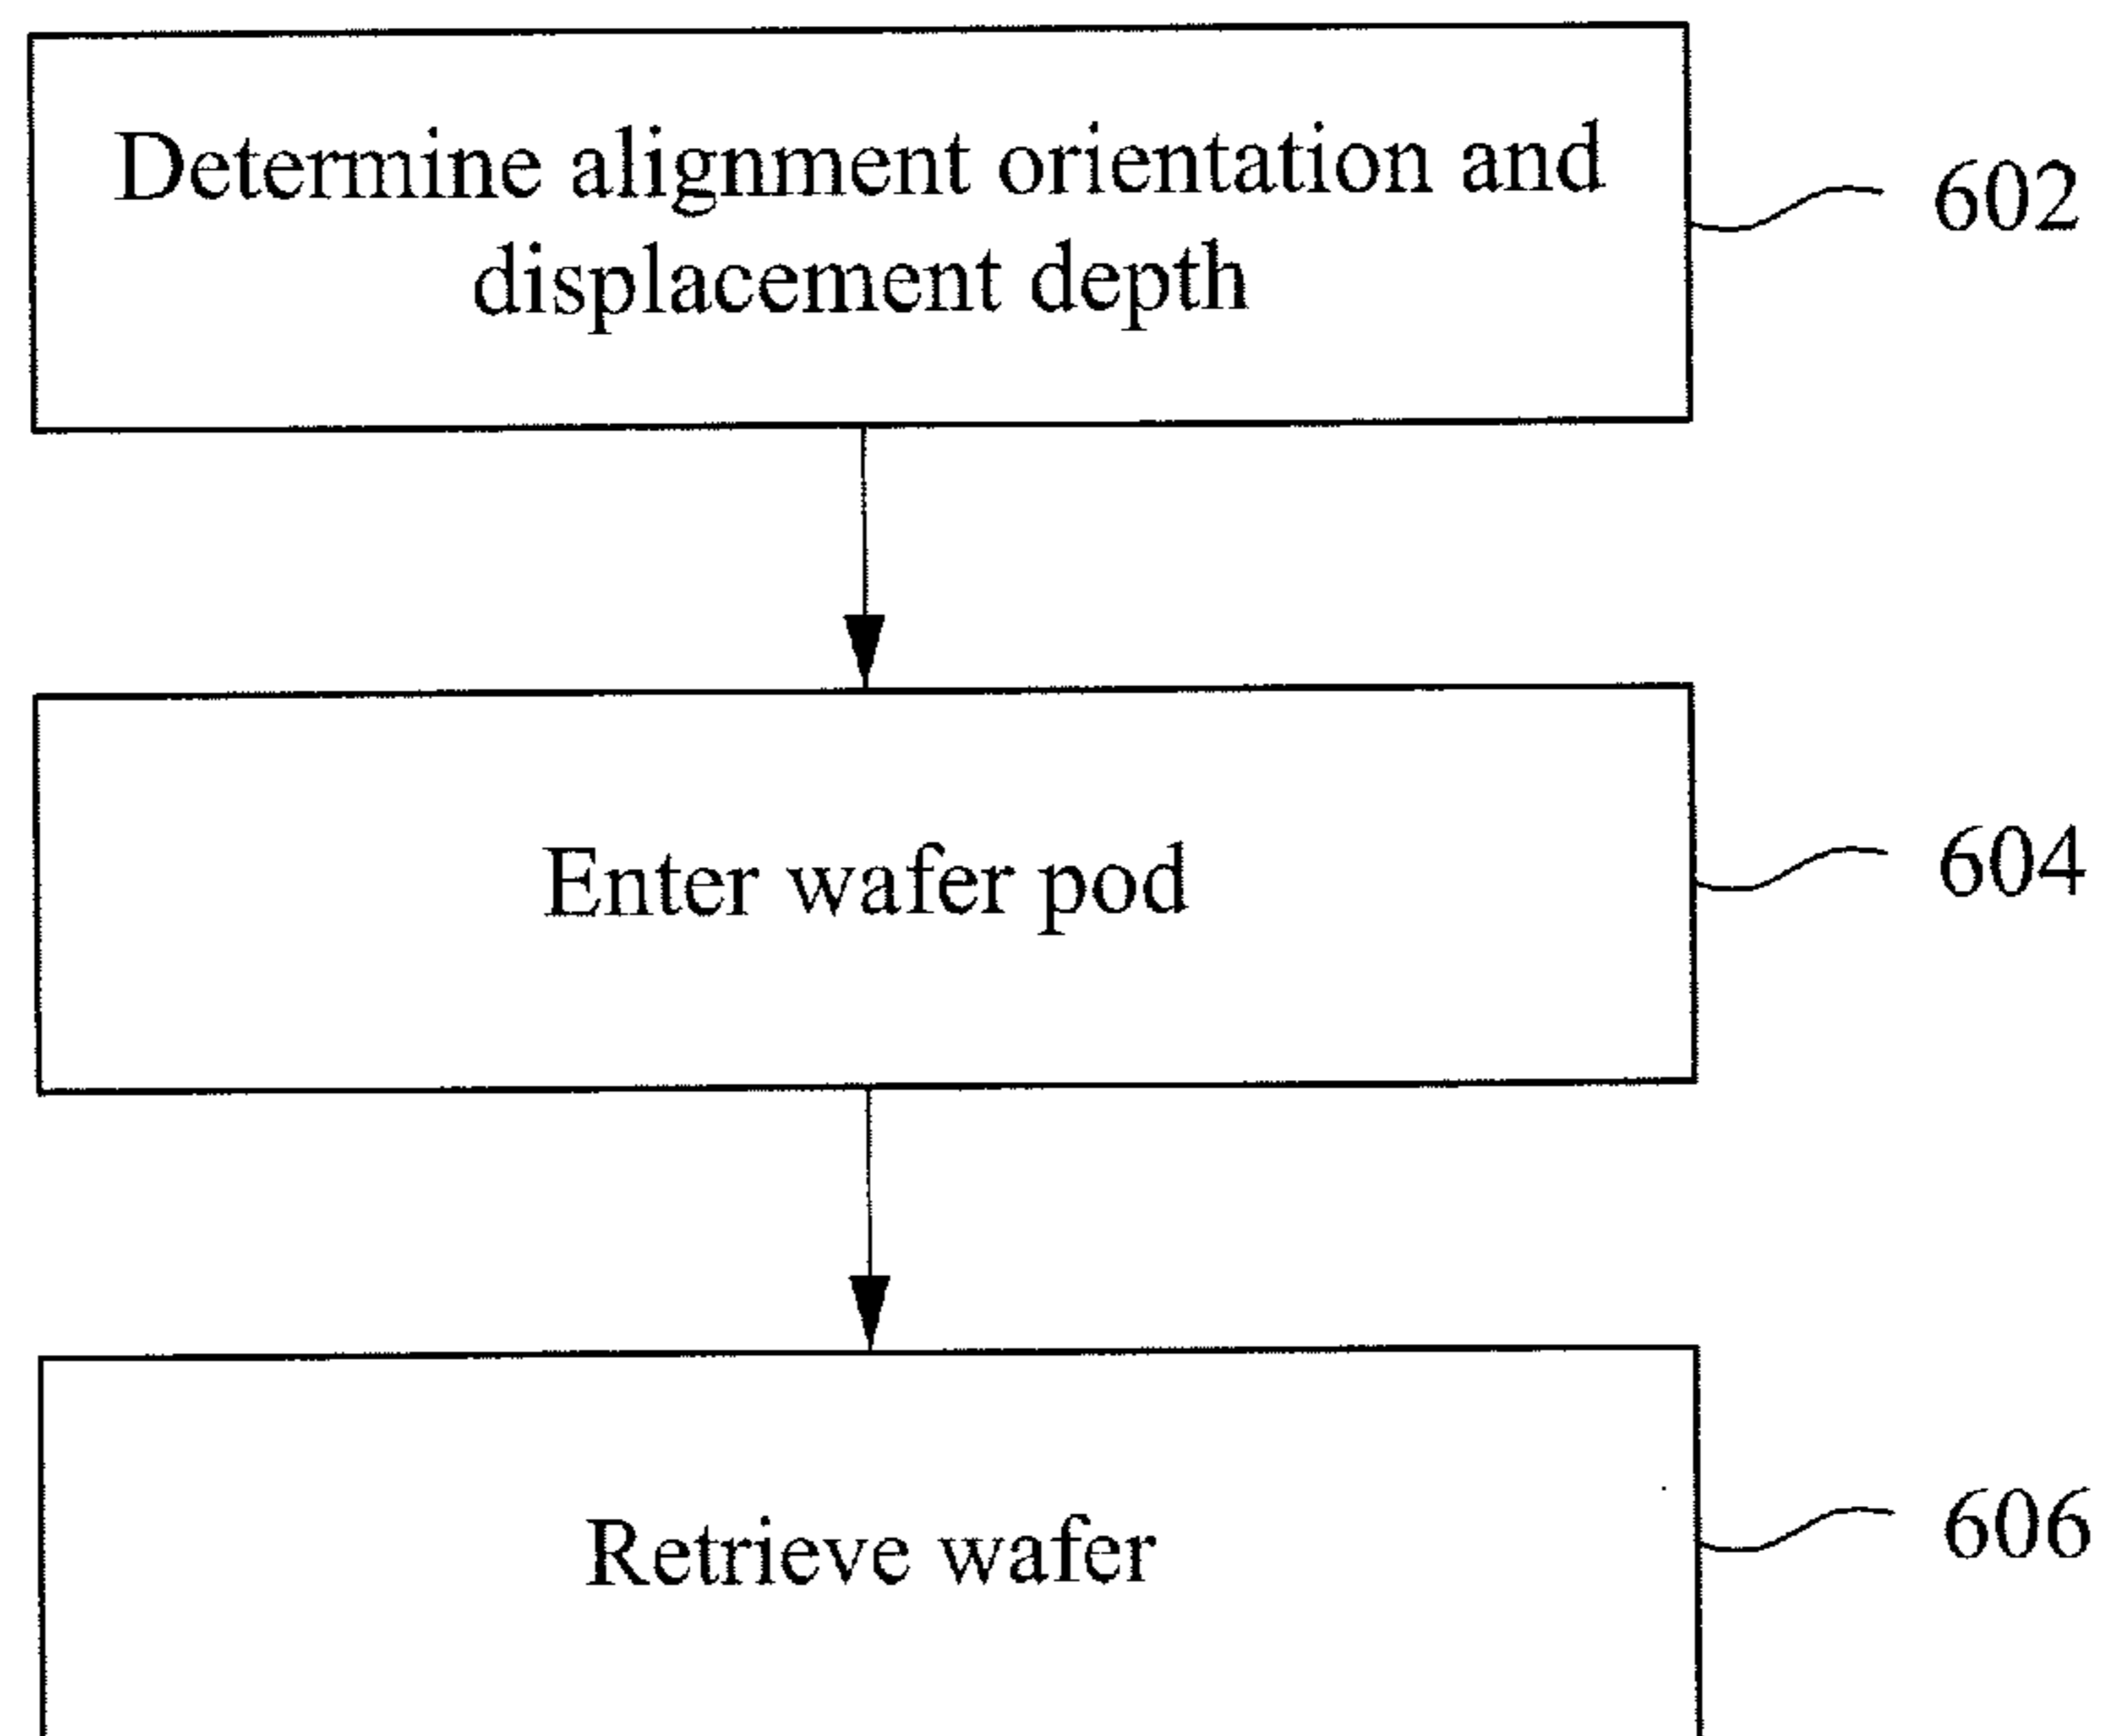 Determine alignment orientation and
displacement depth
602
Enter wafer pod
604
Retrieve wafer
606